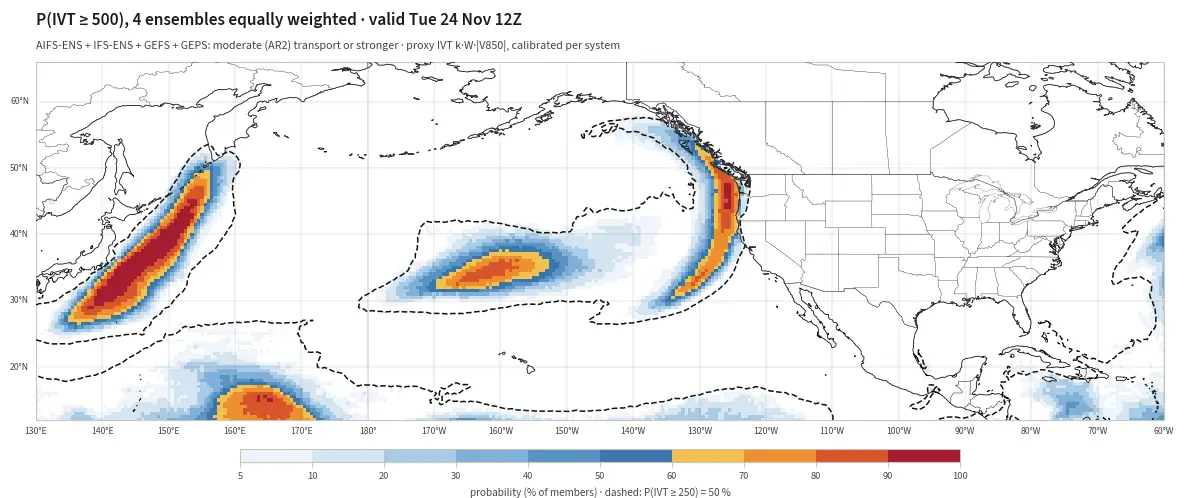 P(IVT ≥ 500), 4 ensembles equally weighted · valid Tue 24 Nov 12Z
AIFS-ENS + IFS-ENS + GEFS + GEPS: moderate (AR2) transport or stronger · proxy IVT k·W·|V850|, calibrated per system
60°N
50°N
40°N
30°N
20°N
130°E 140°E 150°E 160°E 170°E 180° 170°W 160°W 150°W 140°W 130°W 120°W 110°W 100°W 90°W 80°W 70°W 60°W
5 10 20 30 40 50 60 70 80 90 100
probability (% of members) · dashed: P(IVT ≥ 250) = 50 %